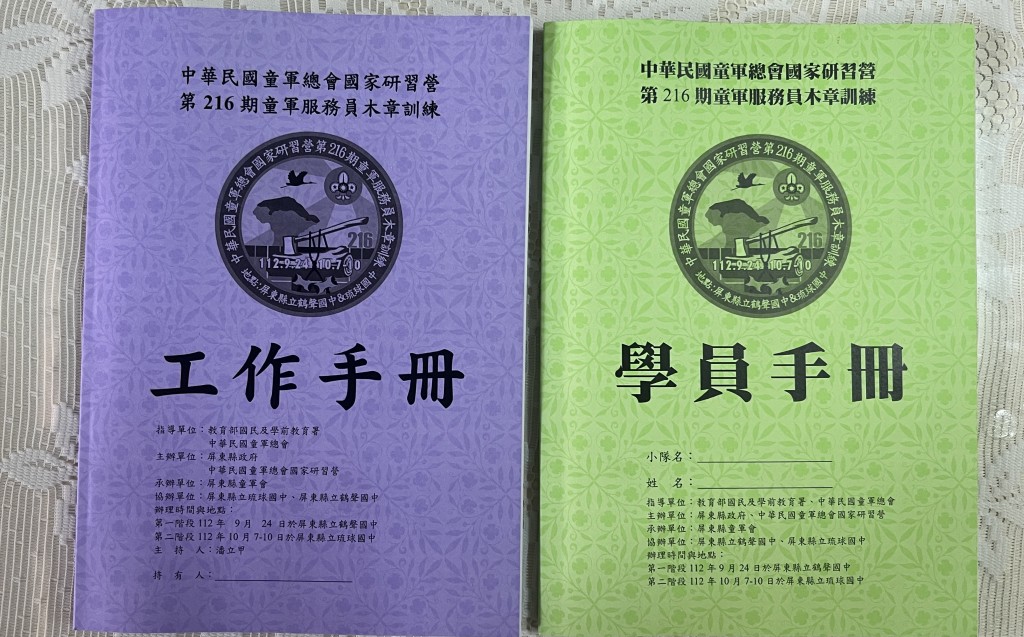 中華民國童軍總會國家研習營
第 216 期童軍服務員木章訓練
中華民國童軍總會國家研習營第216期童軍服務員木章訓練
216
112.9.24 10.7-10
地點:屏東縣立鶴聲國中&琉球國中
工作手冊
指導單位：教育部國民及學前教育署
中華民國童軍總會
主辦單位：屏東縣政府
中華民國童軍總會國家研習營
承辦單位：屏東縣童軍會
協辦單位：屏東縣立琉球國中、屏東縣立鶴聲國中
辦理時間與地點：
第一階段 112 年 9月 24 日於屏東縣立鶴聲國中
第二階段 112 年 10 月 7-10 日於屏東縣立琉球國中
主 持 人：潘立甲
持 有 人：
中華民國童軍總會國家研習營
第 216 期童軍服務員木章訓練
中華民國童軍總會國家研習營第216期童軍服務員木章訓練
216
112.9.24 10.7-10
地點:屏東縣立鶴聲國中&琉球國中
學員手冊
小隊名：
姓 名：
指導單位：教育部國民及學前教育署、中華民國童軍總會
主辦單位：屏東縣政府、中華民國童軍總會國家研習營
承辦單位：屏東縣童軍會
協辦單位：屏東縣立鶴聲國中、屏東縣立琉球國中
辦理時間與地點：
第一階段 112 年 9 月 24 日於屏東縣立鶴聲國中
第二階段 112 年 10 月 7-10 日於屏東縣立琉球國中